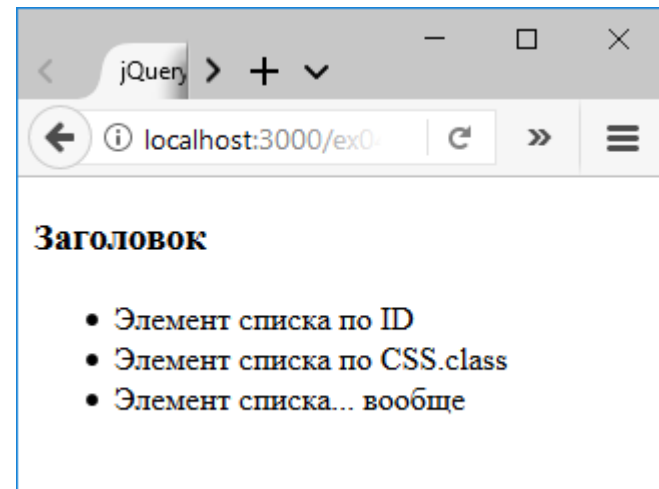 jQuery
localhost:3000/ex0
Заголовок
Элемент списка по ID
Элемент списка по CSS.class
Элемент списка... вообще